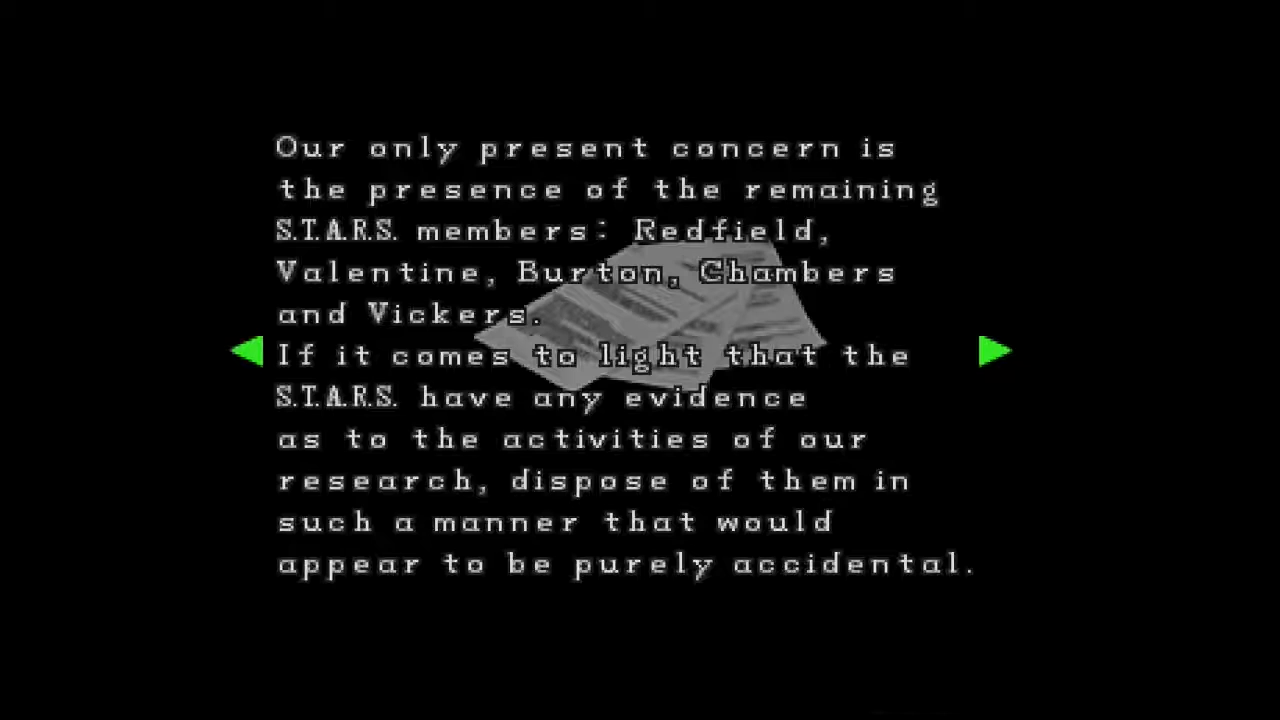 Our only present concern is
the presence of the remaining
S.T.A.R.S. members: Redfield,
Valentine, Burton, Chambers
and Vickers.
If it comes to light that the
S.T.A.R.S. have any evidence
as to the activities of our
research, dispose of them in
such a manner that would
appear to be purely accidental.